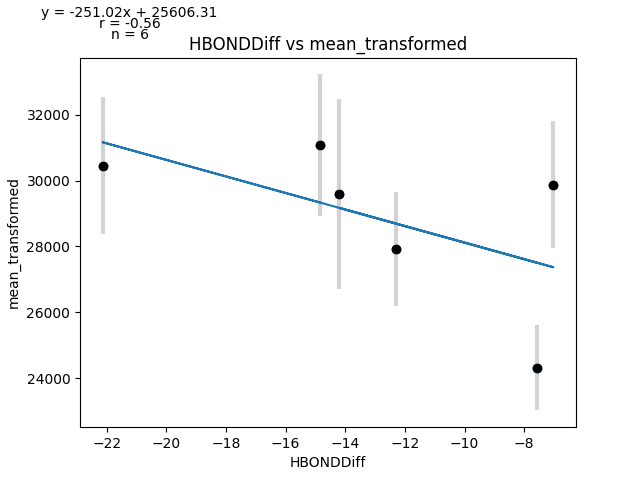 y = -251.02x + 25606.31
r = -0.56
n = 6
HBONDDiff vs mean_transformed
mean_transformed
32000
30000
28000
26000
24000
−22
−20
−18
−16
−14
−12
−10
−8
HBONDDiff